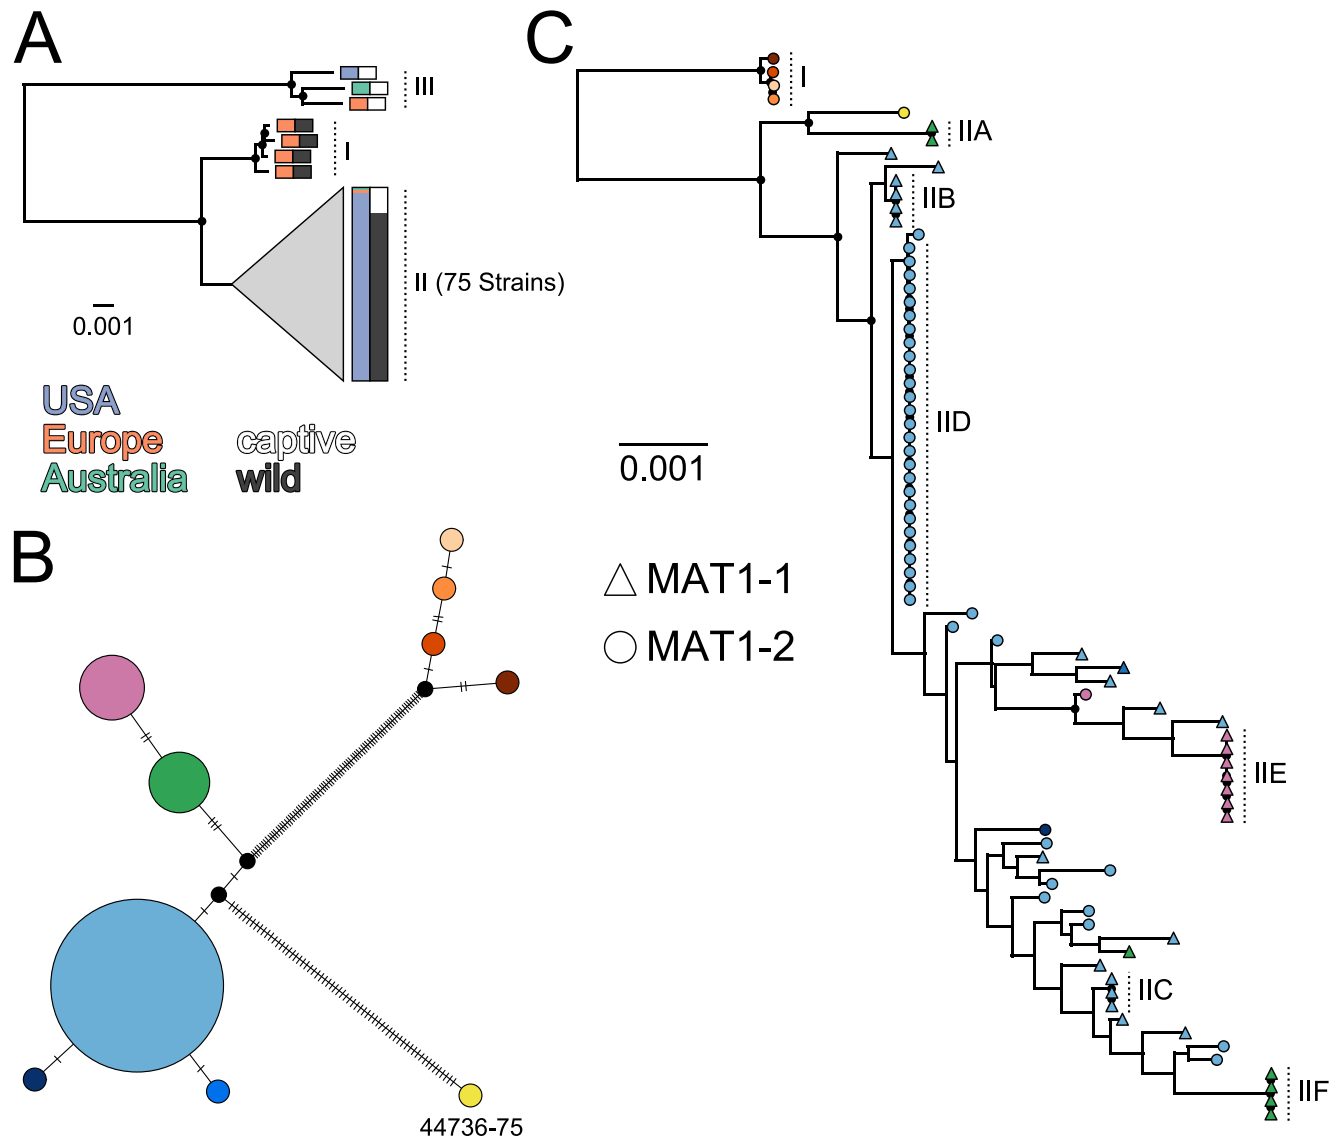 A
III
I
II (75 Strains)
0.001
USA
Europe
Australia
captive
wild
B
44736-75
C
I
IIA
IIB
IID
0.001
MAT1-1
MAT1-2
IIE
IIC
IIF